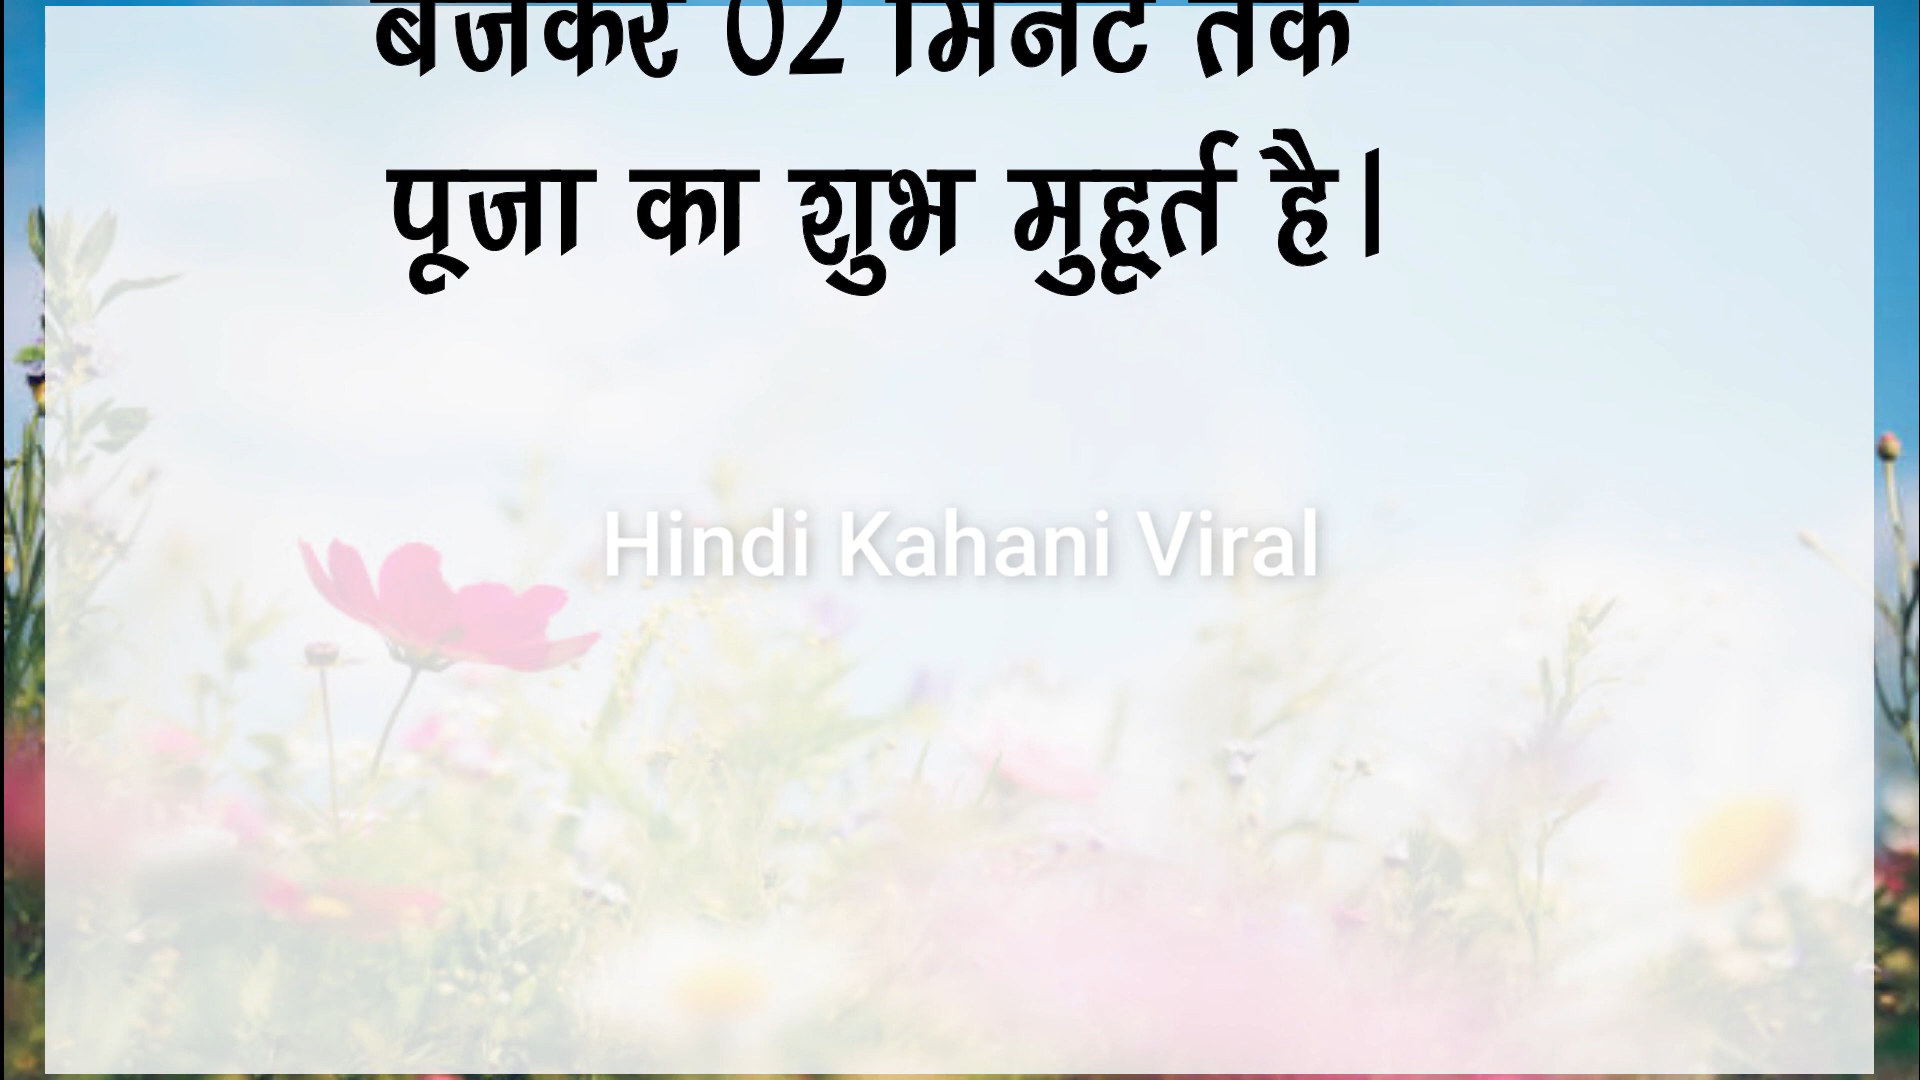 बजकर 02 मिनट तक
पूजा का शुभ मुहूर्त है।
Hindi Kahani Viral